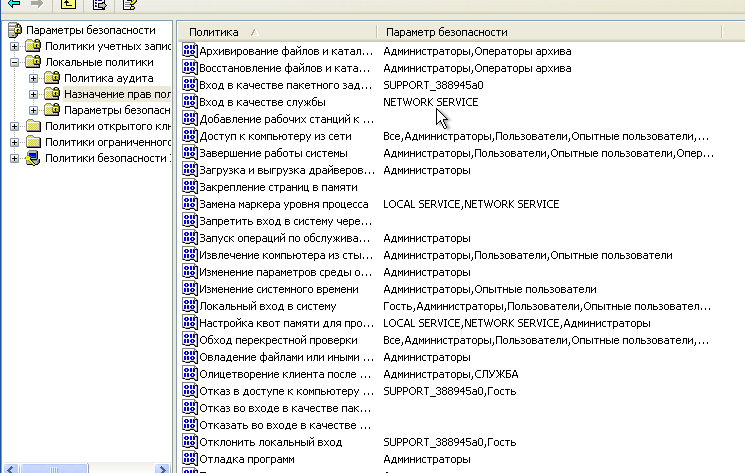 Параметры безопасности
Политики учетных запис
Локальные политики
Политика аудита
Назначение прав пол
Параметры безопасн
Политики открытого клн
Политики ограниченного
Политики безопасности
Политика Параметр безопасности
Архивирование файлов и катал... Администраторы,Операторы архива
Восстановление файлов и ката... Администраторы,Операторы архива
Вход в качестве пакетного зад... SUPPORT_388945a0
Вход в качестве службы NETWORK SERVICE
Добавление рабочих станций к ...
Доступ к компьютеру из сети Все,Администраторы,Пользователи,Опытные пользователи,...
Завершение работы системы Администраторы,Пользователи,Опытные пользователи,Опер...
Загрузка и выгрузка драйверов... Администраторы
Закрепление страниц в памяти
Замена маркера уровня процесса LOCAL SERVICE,NETWORK SERVICE
Запретить вход в систему чере...
Запуск операций по обслужива... Администраторы
Извлечение компьютера из сты... Администраторы,Пользователи,Опытные пользователи
Изменение параметров среды о... Администраторы
Изменение системного времени Администраторы,Опытные пользователи
Локальный вход в систему Гость,Администраторы,Пользователи,Опытные пользовател...
Настройка квот памяти для про... LOCAL SERVICE,NETWORK SERVICE,Администраторы
Обход перекрестной проверки Все,Администраторы,Пользователи,Опытные пользователи,...
Овладение файлами или иными ... Администраторы
Олицетворение клиента после ... Администраторы,СЛУЖБА
Отказ в доступе к компьютеру ... SUPPORT_388945a0,Гость
Отказ во входе в качестве пак...
Отказать во входе в качестве ...
Отклонить локальный вход SUPPORT_388945a0,Гость
Отладка программ Администраторы